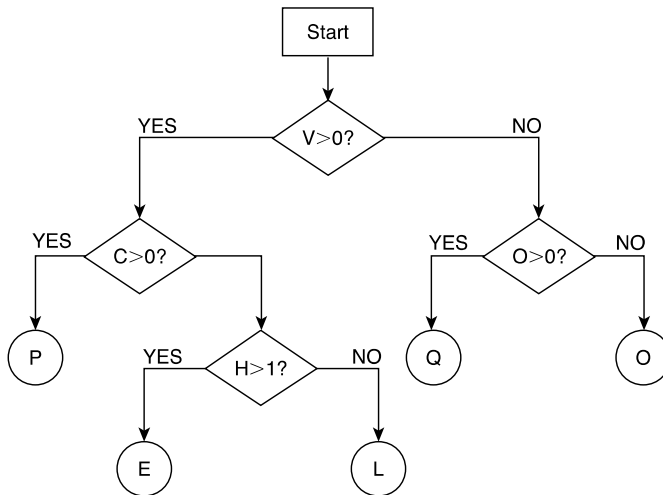 Start
V>0?
YES
NO
C>0?
YES
O>0?
YES
NO
P
H>1?
YES
NO
Q
O
E
L